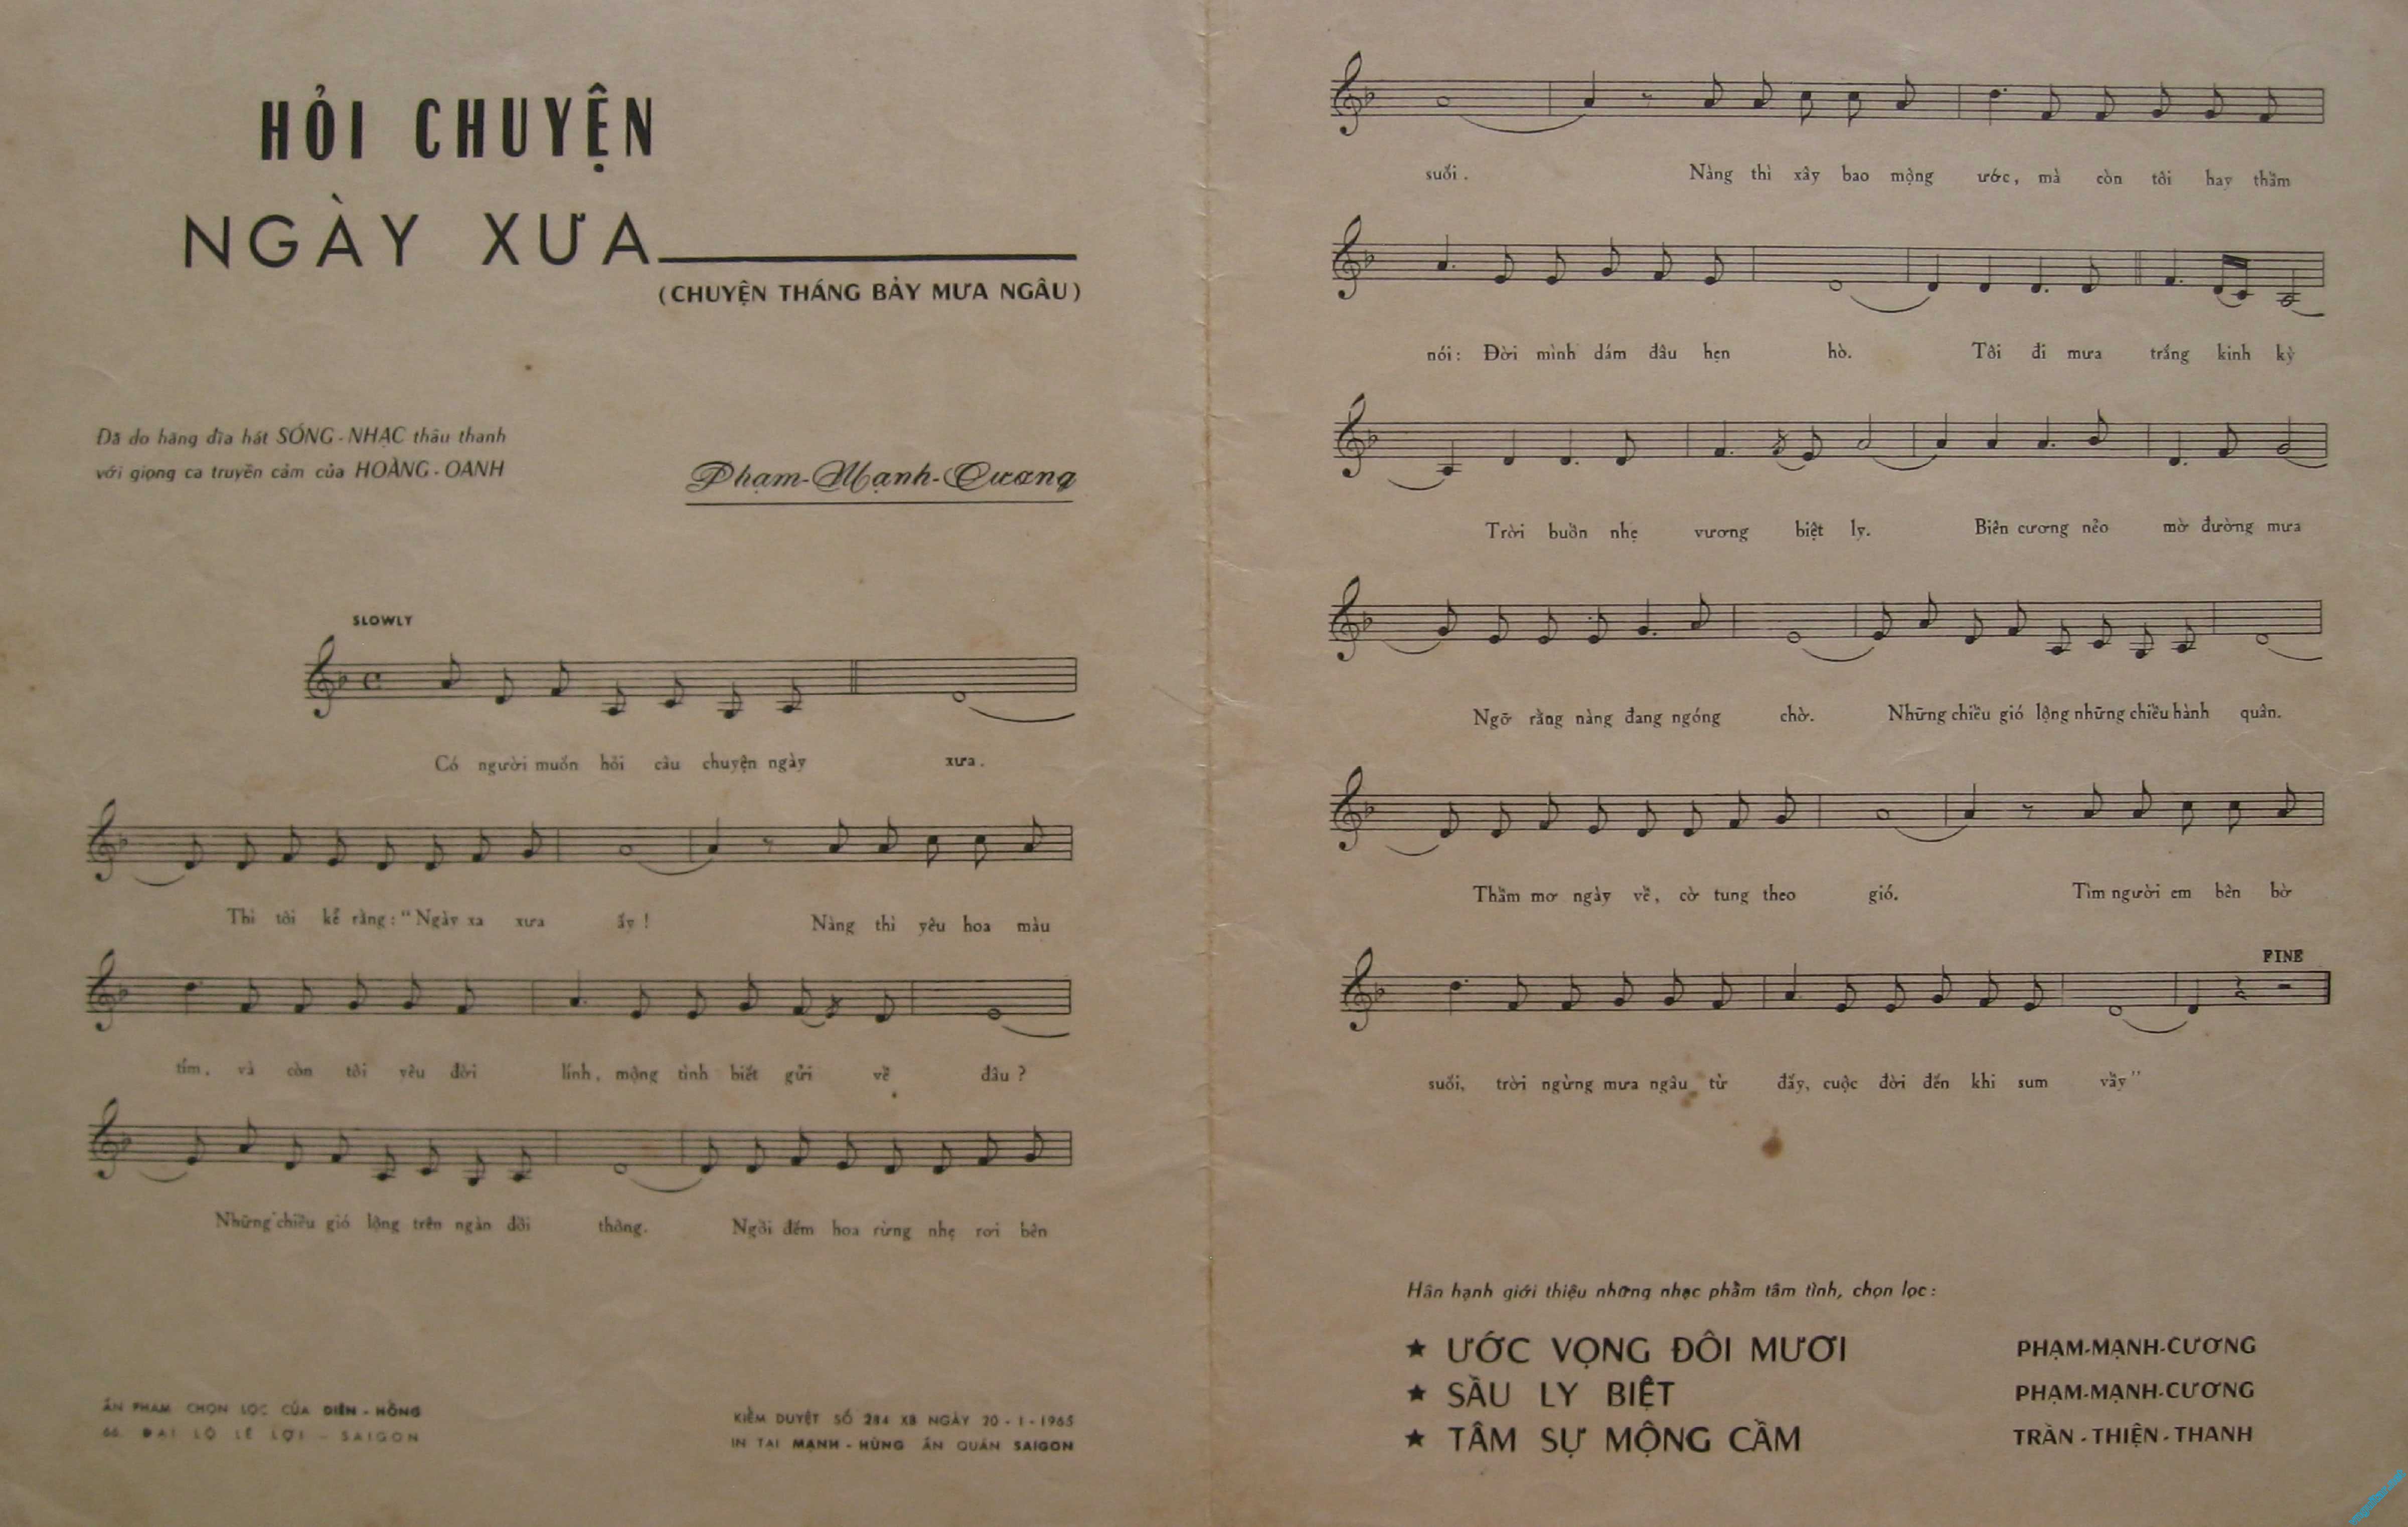 HỎI CHUYỆN
NGÀY XƯA
(CHUYỆN THÁNG BẢY MƯA NGÂU)
Đã do hãng đĩa hát SÓNG-NHẠC thâu thanh
với giọng ca truyền cảm của HOÀNG-OANH
Phạm-Mạnh-Cương
SLOWLY
Có người muốn hỏi câu chuyện ngày xưa.
Thì tôi kể rằng: “Ngày xa xưa ấy! Nàng thì yêu hoa màu
tím, và còn tôi yêu đời lính, mộng tình biết gửi về đâu?
Những chiều gió lộng trên ngàn đồi thông. Ngồi đếm hoa rừng nhẹ rơi bên
ẤN PHẨM CHỌN LỌC CỦA DIÊN-HỒNG
66 ĐẠI LỘ LÊ LỢI - SAIGON
KIỂM DUYỆT SỐ 284 XB NGÀY 20-1-1965
IN TẠI MẠNH-HÙNG ẤN QUÁN SAIGON
suối. Nàng thì xây bao mộng ước, mà còn tôi hay thầm
nói: Đời mình dám đâu hẹn hò. Tôi đi mưa trắng kinh kỳ
Trời buồn nhẹ vương biệt ly. Biên cương nẻo mờ đường mưa
Ngỡ rằng nàng đang ngóng chờ. Những chiều gió lộng những chiều hành quân.
Thầm mơ ngày về, cờ tung theo gió. Tìm người em bên bờ
FINE
suối, trời ngừng mưa ngâu từ đấy, cuộc đời đến khi sum vầy”
Hân hạnh giới thiệu những nhạc phẩm tâm tình, chọn lọc:
★ ƯỚC VỌNG ĐÔI MƯƠI PHẠM-MẠNH-CƯƠNG
★ SẦU LY BIỆT PHẠM-MẠNH-CƯƠNG
★ TÂM SỰ MỘNG CẦM TRẦN-THIỆN-THANH